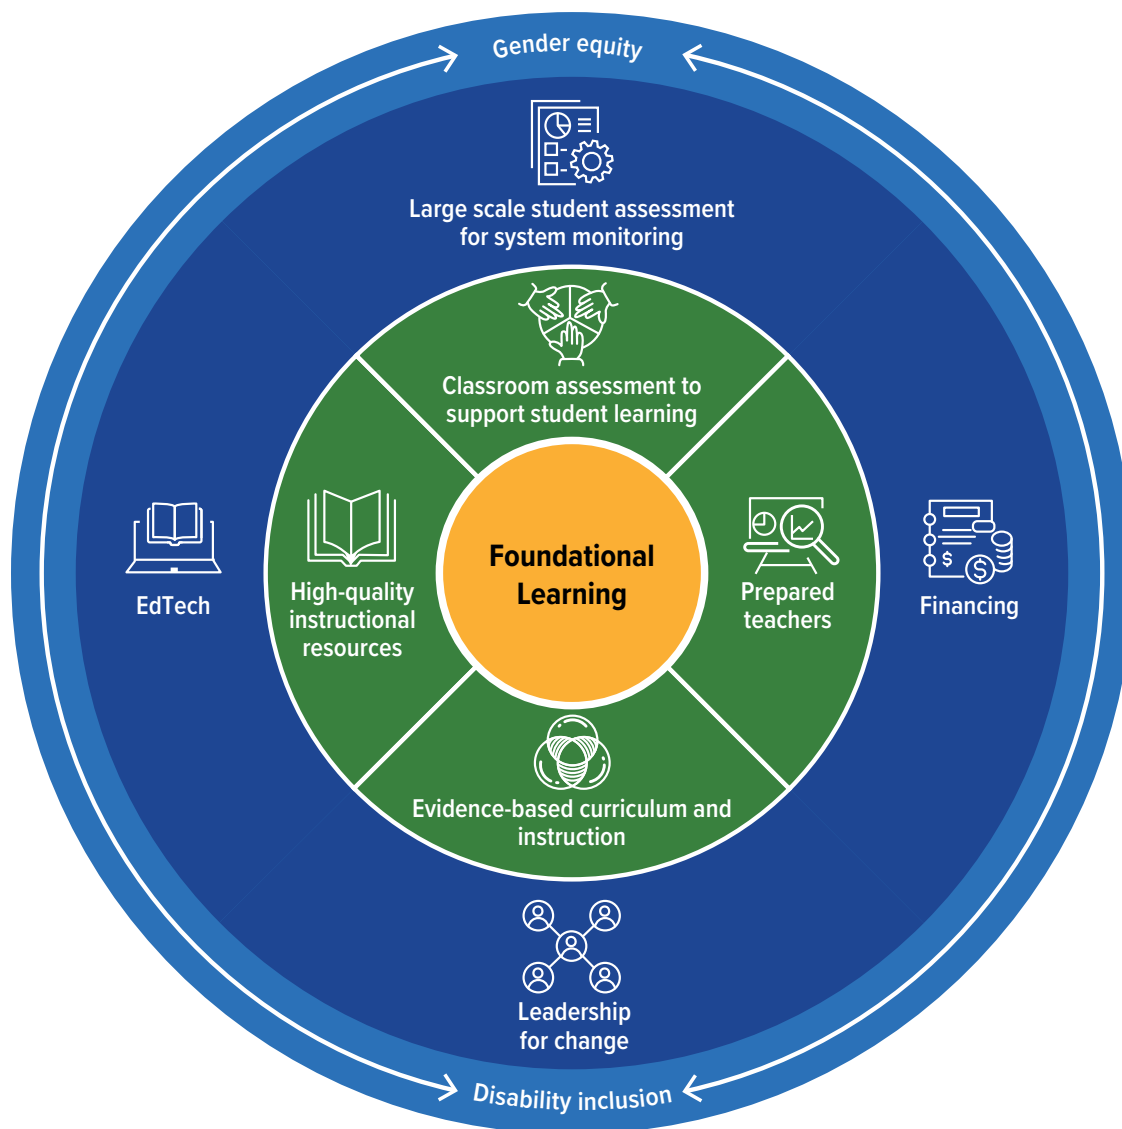 Gender equity
Large scale student assessment
for system monitoring
Classroom assessment to
support student learning
EdTech
High-quality
instructional
resources
Foundational
Learning
Prepared
teachers
$
$
Financing
Evidence-based curriculum and
instruction
Leadership
for change
Disability inclusion